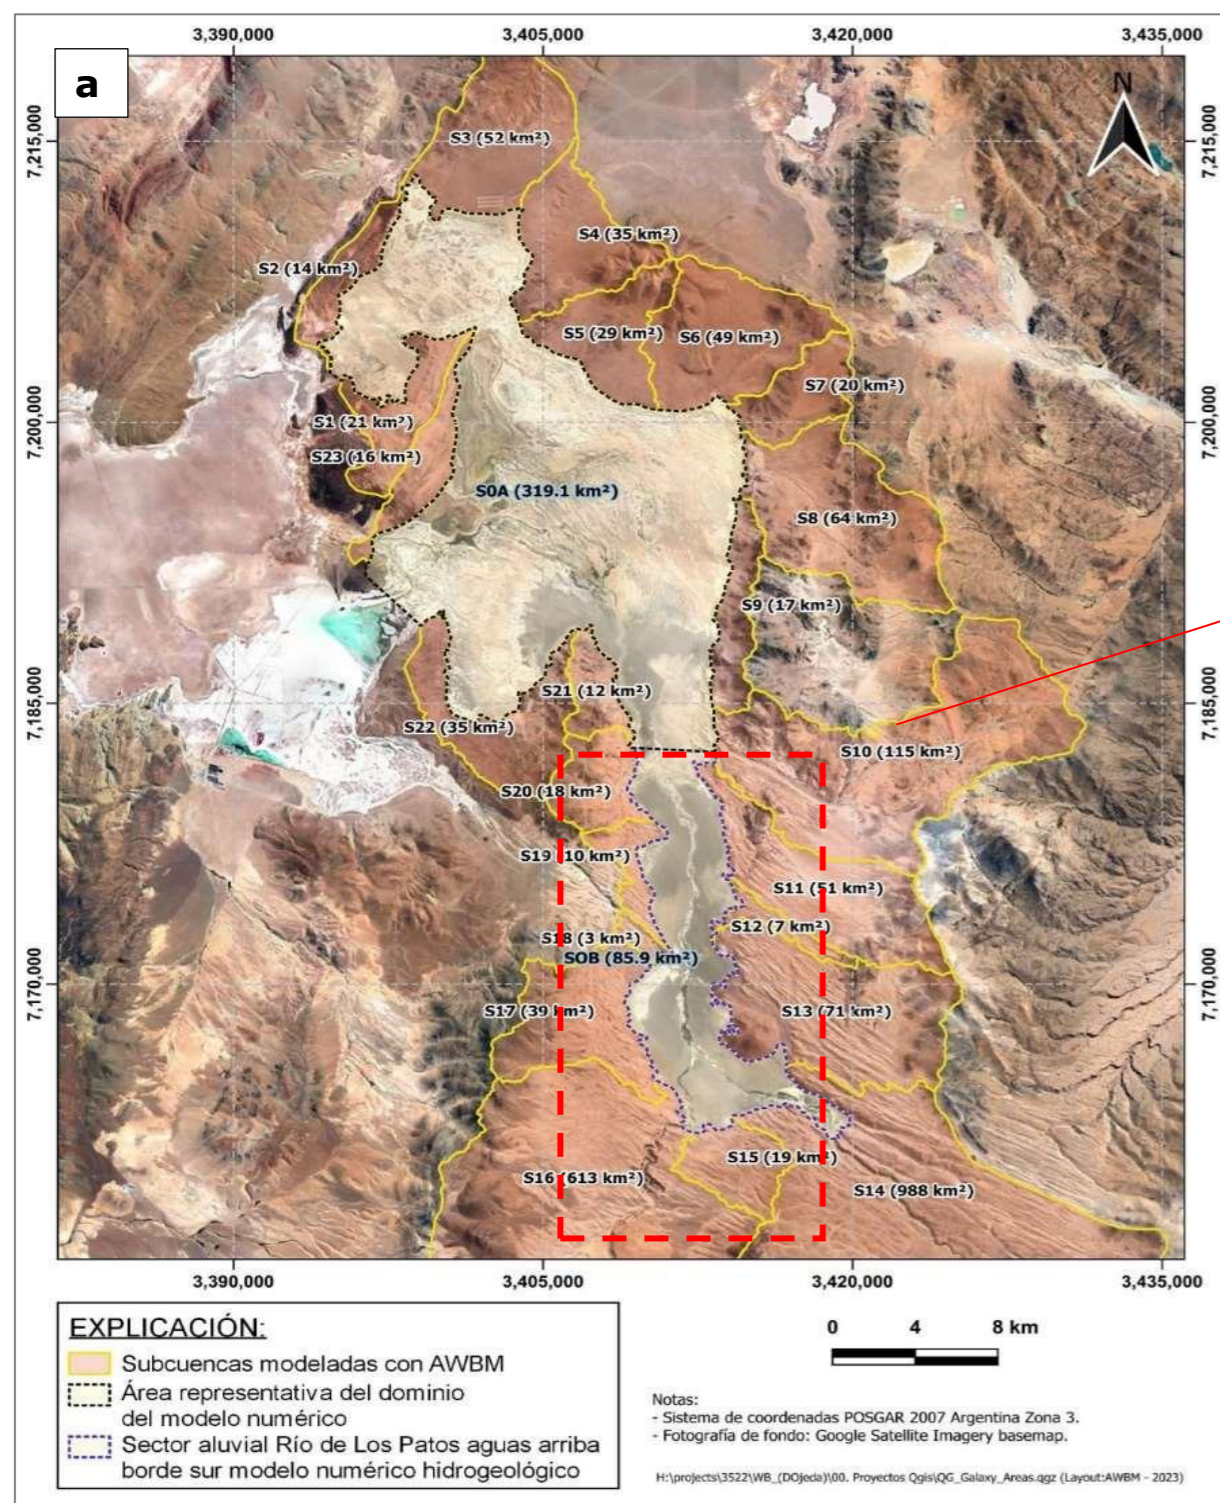 3,390,000 3,405,000 3,420,000 3,435,000
a
N
7,215,000 7,215,000
S3 (52 km²)
S4 (35 km²)
S2 (14 km²)
S5 (29 km²)
S6 (49 km²)
S7 (20 km²)
7,200,000 7,200,000
S1 (21 km²)
S23 (16 km²)
S0A (319.1 km²)
S8 (64 km²)
S9 (17 km²)
7,185,000 7,185,000
S21 (12 km²)
S22 (35 km²)
S10 (115 km²)
S20 (18 km²)
S19 (10 km²)
S11 (51 km²)
S12 (7 km²)
S18 (3 km²)
SOB (85.9 km²)
7,170,000 7,170,000
S17 (39 km²)
S13 (71 km²)
S15 (19 km²)
S16 (613 km²)
S14 (988 km²)
3,390,000 3,405,000 3,420,000 3,435,000
EXPLICACIÓN:
Subcuencas modeladas con AWBM
Área representativa del dominio
del modelo numérico
Sector aluvial Río de Los Patos aguas arriba
borde sur modelo numérico hidrogeológico
0 4 8 km
Notas:
- Sistema de coordenadas POSGAR 2007 Argentina Zona 3.
- Fotografía de fondo: Google Satellite Imagery basemap.
H:\projects\3522\WB_(DOjeda)\00. Proyectos Qgis\QG_Galaxy_Areas.qgz (Layout:AWBM - 2023)